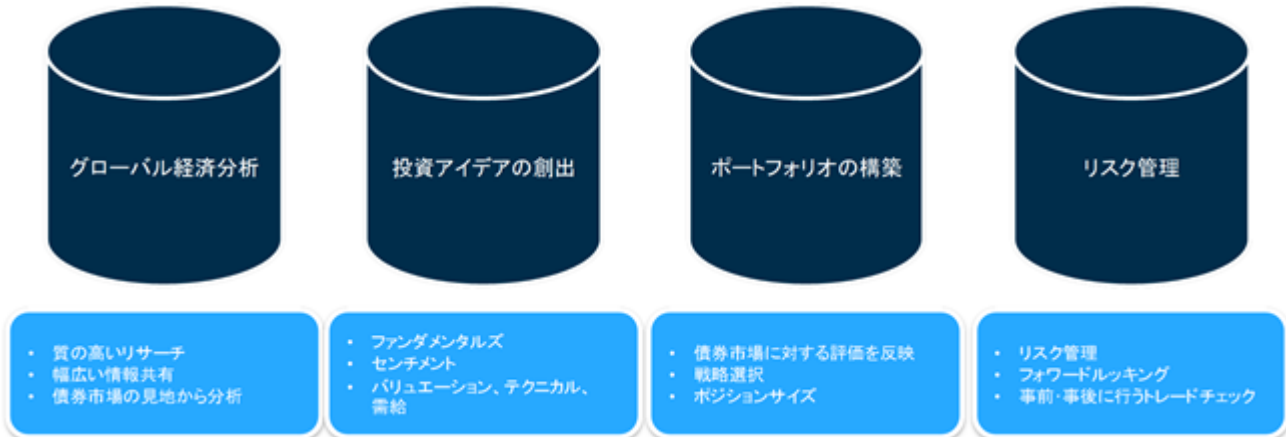 グローバル経済分析
投資アイデアの創出
ポートフォリオの構築
リスク管理
• 質の高いリサーチ
• 幅広い情報共有
• 債券市場の見地から分析
• ファンダメンタルズ
• センチメント
• バリュエーション、テクニカル、
需給
• 債券市場に対する評価を反映
• 戦略選択
• ポジションサイズ
• リスク管理
• フォワードルッキング
• 事前・事後に行うトレードチェック